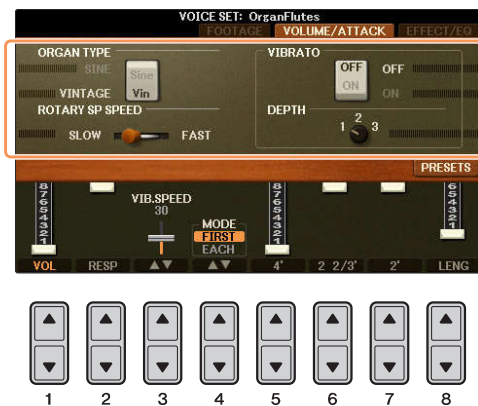 VOICE SET: OrganFlutes
FOOTAGE VOLUME/ATTACK EFFECT/EQ
ORGAN TYPE VIBRATO
SINE Sine OFF OFF
VINTAGE Vin ON ON
ROTARY SP SPEED DEPTH
SLOW FAST 1 2 3
PRESETS
8 7 6 5 4 3 2 1
VIB.SPEED
30
8 7 6 5 4 3 2 1
6 5 4 3 2 1
MODE
FIRST
EACH
VOL RESP ▲▼ ▲▼ 4' 2 2/3' 2' LENG
▲ ▲ ▲ ▲ ▲ ▲ ▲ ▲
▼ ▼ ▼ ▼ ▼ ▼ ▼ ▼
1 2 3 4 5 6 7 8